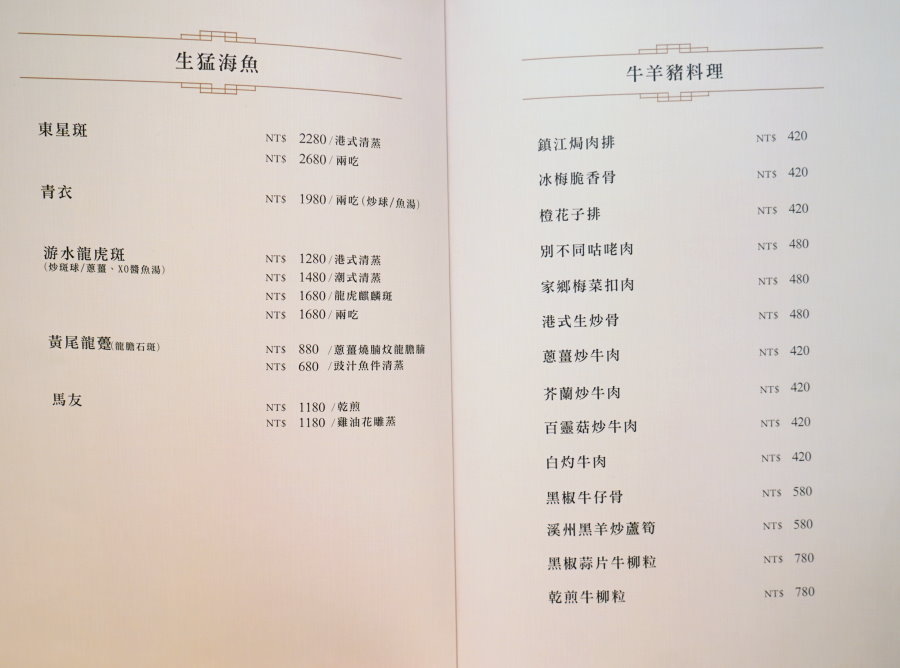 生猛海魚
東星斑
NT$ 2280/港式清蒸
NT$ 2680/兩吃
青衣
NT$ 1980/兩吃(炒球/魚湯)
游水龍虎斑
(炒斑球/蔥薑、XO醬魚湯)
NT$ 1280/港式清蒸
NT$ 1480/潮式清蒸
NT$ 1680/龍虎麒麟斑
NT$ 1680/兩吃
黃尾龍躉(龍膽石斑)
NT$ 880 /蔥薑燒腩炆龍膽腩
NT$ 680 /豉汁魚件清蒸
馬友
NT$ 1180/乾煎
NT$ 1180/雞油花雕蒸
牛羊豬料理
鎮江焗肉排 NT$ 420
冰梅脆香骨 NT$ 420
橙花子排 NT$ 420
別不同咕咾肉 NT$ 480
家鄉梅菜扣肉 NT$ 480
港式生炒骨 NT$ 480
蔥薑炒牛肉 NT$ 420
芥蘭炒牛肉 NT$ 420
百靈菇炒牛肉 NT$ 420
白灼牛肉 NT$ 420
黑椒牛仔骨 NT$ 580
溪州黑羊炒蘆筍 NT$ 580
黑椒蒜片牛柳粒 NT$ 780
乾煎牛柳粒 NT$ 780